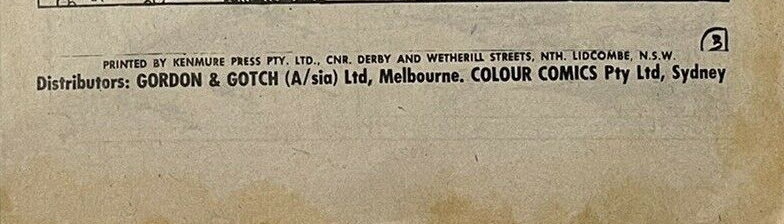 3
PRINTED BY KENMURE PRESS PTY. LTD., CNR. DERBY AND WETHERILL STREETS, NTH. LIDCOMBE, N.S.W.
Distributors: GORDON & GOTCH (A/sia) Ltd, Melbourne. COLOUR COMICS Pty Ltd, Sydney